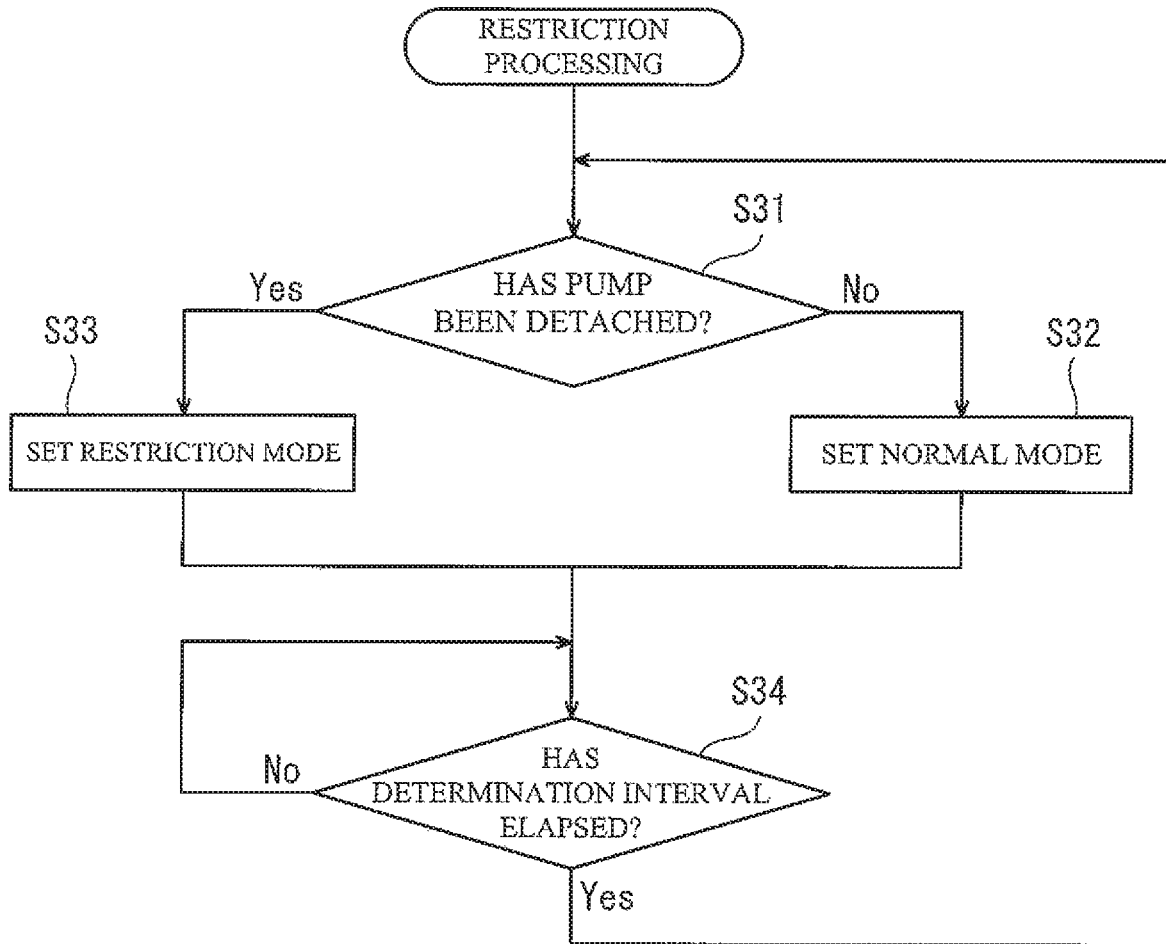 RESTRICTION
PROCESSING
S31
HAS PUMP
BEEN DETACHED?
Yes
No
S33
S32
SET RESTRICTION MODE
SET NORMAL MODE
S34
HAS
DETERMINATION INTERVAL
ELAPSED?
No
Yes